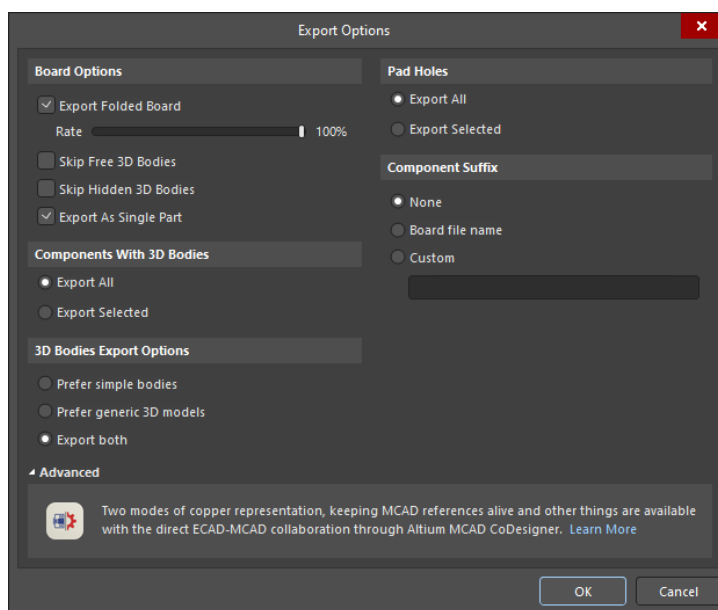 Export Options
Board Options
Export Folded Board
Rate 100%
Skip Free 3D Bodies
Skip Hidden 3D Bodies
Export As Single Part
Components With 3D Bodies
Export All
Export Selected
3D Bodies Export Options
Prefer simple bodies
Prefer generic 3D models
Export both
Pad Holes
Export All
Export Selected
Component Suffix
None
Board file name
Custom
Advanced
Two modes of copper representation, keeping MCAD references alive and other things are available
with the direct ECAD-MCAD collaboration through Altium MCAD CoDesigner. Learn More
OK Cancel